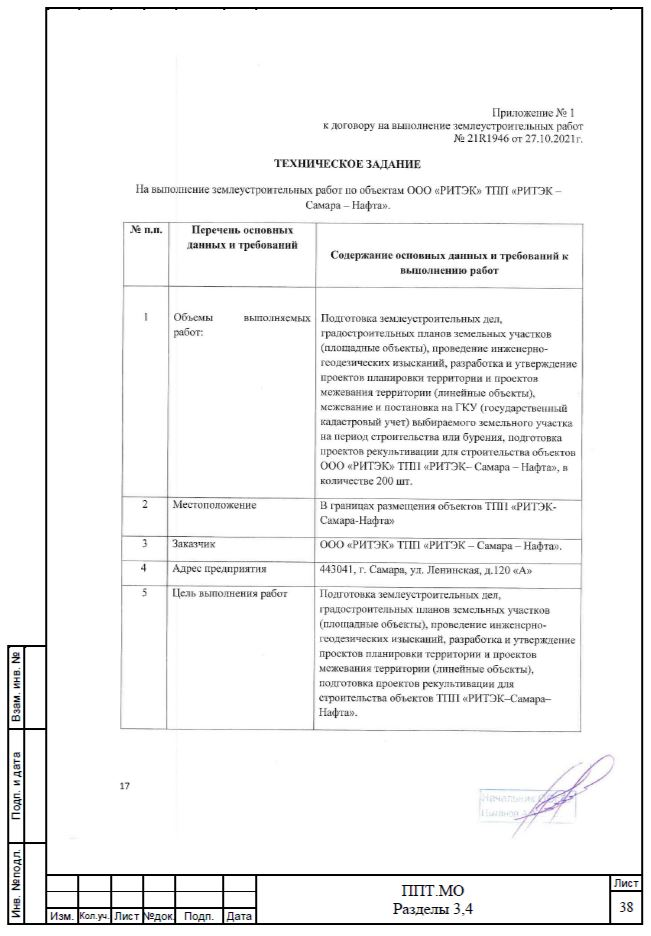 Приложение № 1
к договору на выполнение землеустроительных работ
№ 21R1946 от 27.10.2021г.
ТЕХНИЧЕСКОЕ ЗАДАНИЕ
На выполнение землеустроительных работ по объектам ООО «РИТЭК» ТПП «РИТЭК –
Самара – Нафта».
№ п.п.
Перечень основных
данных и требований
Содержание основных данных и требований к
выполнению работ
1
Объемы выполняемых
работ:
Подготовка землеустроительных дел,
градостроительных планов земельных участков
(площадные объекты), проведение инженерно-
геодезических изысканий, разработка и утверждение
проектов планировки территории и проектов
межевания территории (линейные объекты),
межевание и постановка на ГКУ (государственный
кадастровый учет) выбираемого земельного участка
на период строительства или бурения, подготовка
проектов рекультивации для строительства объектов
ООО «РИТЭК» ТПП «РИТЭК– Самара – Нафта», в
количестве 200 шт.
2
Местоположение
В границах размещения объектов ТПП «РИТЭК-
Самара-Нафта»
3
Заказчик
ООО «РИТЭК» ТПП «РИТЭК – Самара – Нафта».
4
Адрес предприятия
443041, г. Самара, ул. Ленинская, д.120 «А»
5
Цель выполнения работ
Подготовка землеустроительных дел,
градостроительных планов земельных участков
(площадные объекты), проведение инженерно-
геодезических изысканий, разработка и утверждение
проектов планировки территории и проектов
межевания территории (линейные объекты),
подготовка проектов рекультивации для
строительства объектов ТПП «РИТЭК–Самара–
Нафта».
17
Начальник
Взам. инв. №
Подп. и дата
Инв. №подл.
Изм. Кол.уч. Лист №док. Подп. Дата
ППТ.МО
Разделы 3,4
Лист
38